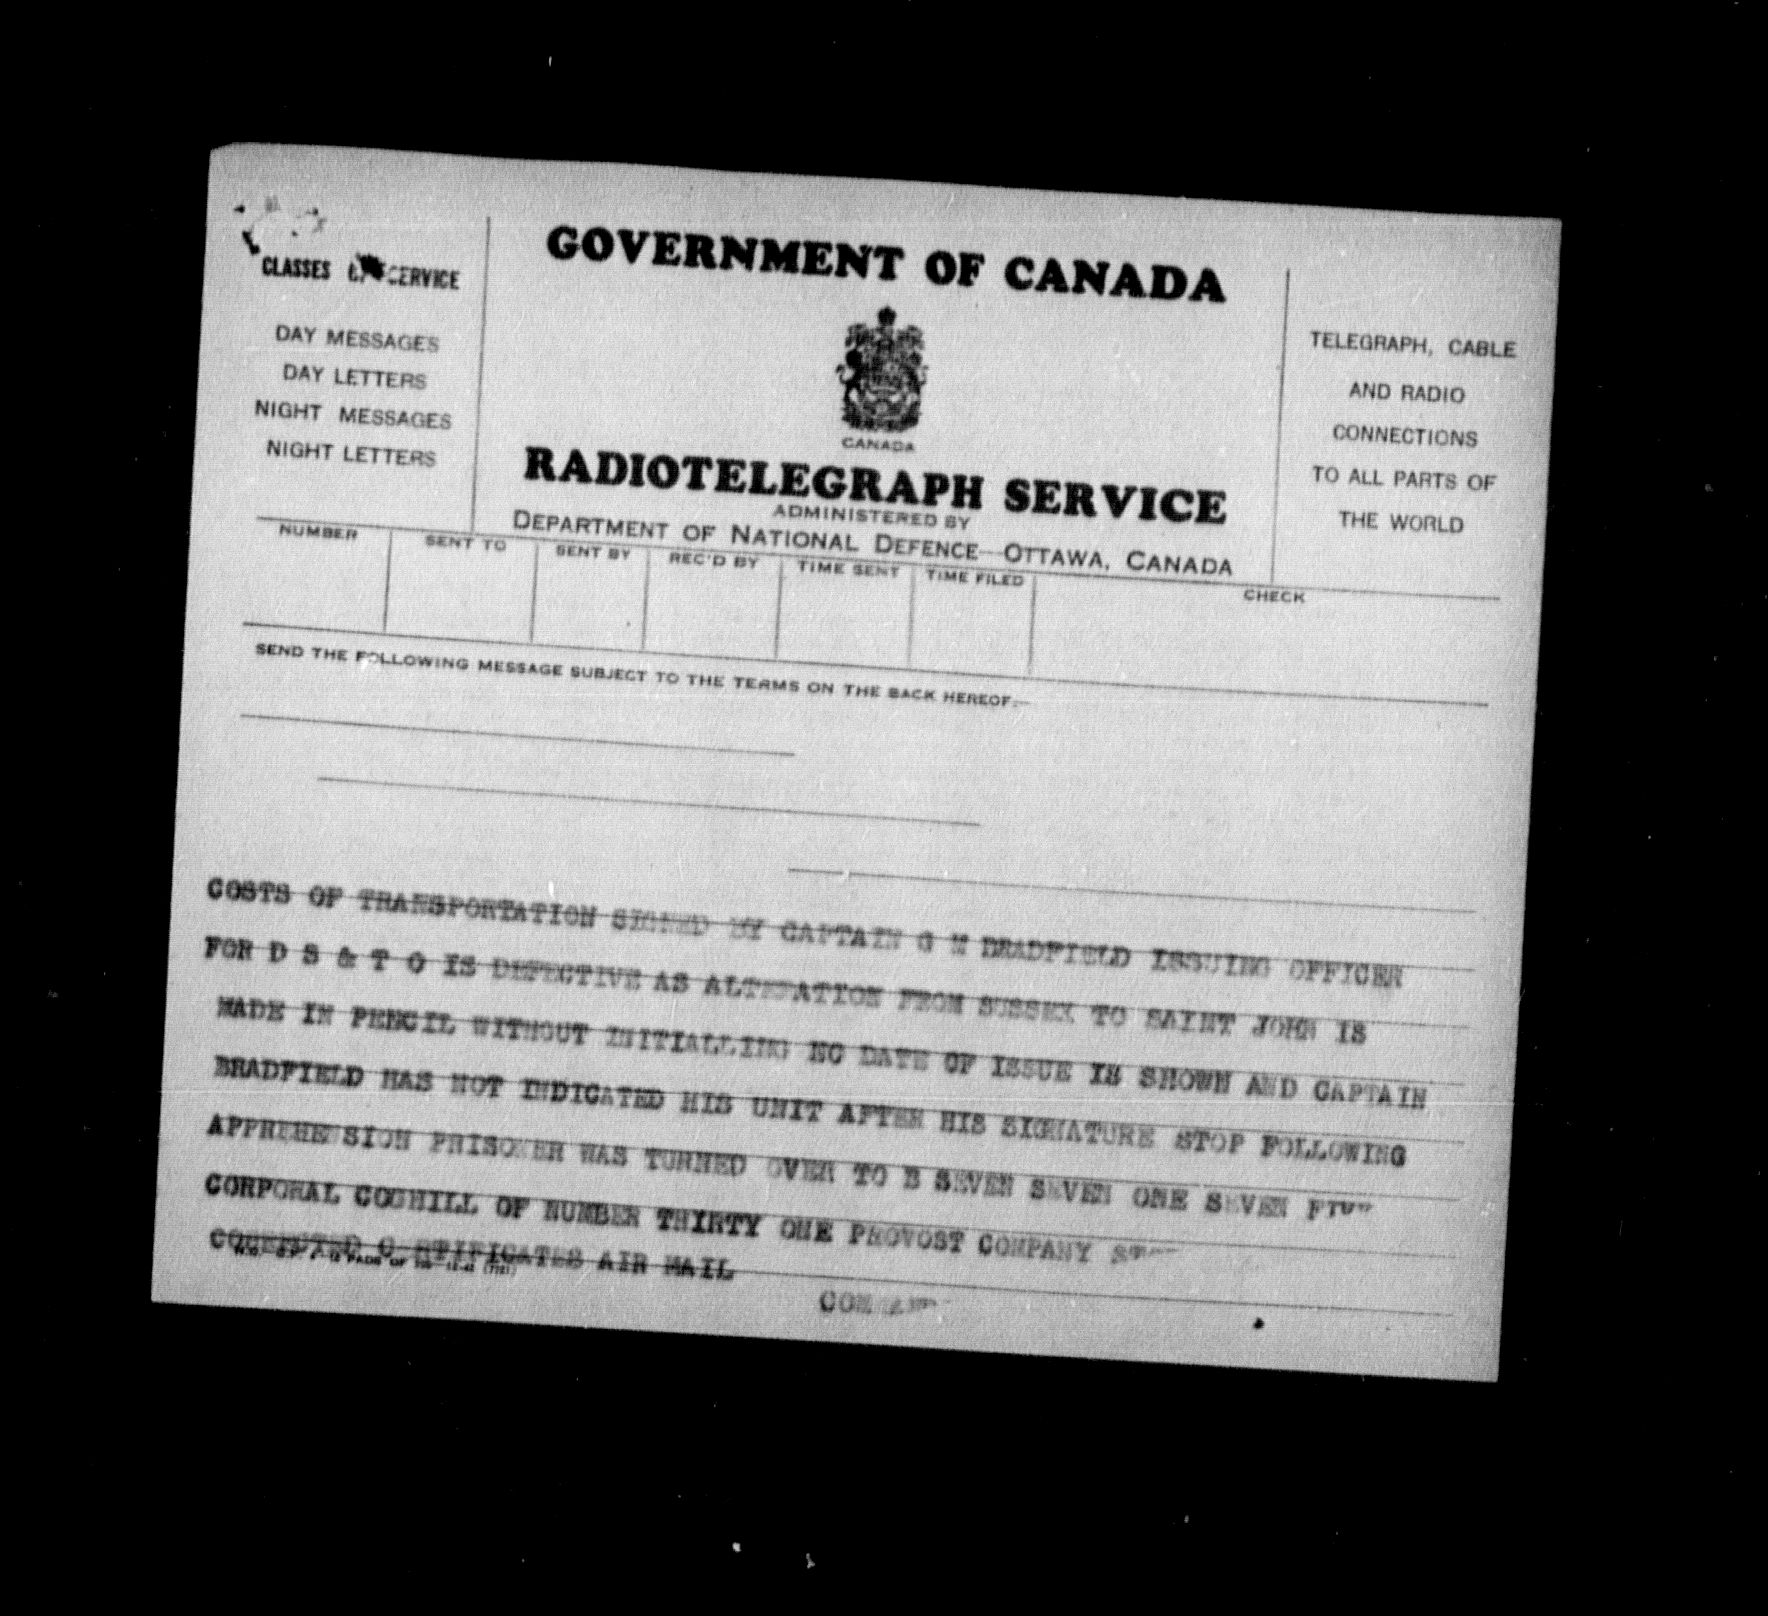 GOVERNMENT OF CANADA
CLASSES SERVICE
DAY MESSAGES
DAY LETTERS
NIGHT MESSAGES
NIGHT LETTERS
CANADA
TELEGRAPH, CABLE
AND RADIO
CONNECTIONS
TO ALL PARTS OF
THE WORLD
RADIOTELEGRAPH SERVICE
ADMINISTERED BY
DEPARTMENT OF NATIONAL DEFENCE—OTTAWA, CANADA
NUMBER SENT TO SENT BY REC'D BY TIME SENT TIME FILED CHECK
SEND THE FOLLOWING MESSAGE SUBJECT TO THE TERMS ON THE BACK HEREOF:—
COSTS OF TRANSPORTATION SIGNED BY CAPTAIN G M BRADFIELD ISSUING OFFICER
FOR D S & T O IS DEFECTIVE AS ALTERATION FROM SUSSEX TO SAINT JOHN IS
MADE IN PENCIL WITHOUT INITIALLING NO DATE OF ISSUE IS SHOWN AND CAPTAIN
BRADFIELD HAS NOT INDICATED HIS UNIT AFTER HIS SIGNATURE STOP FOLLOWING
APPREHENSION PRISONER WAS TURNED OVER TO B SEVEN SEVEN ONE SEVEN FIVE
CORPORAL COGHILL OF NUMBER THIRTY ONE PROVOST COMPANY
CERTIFICATES AIR MAIL